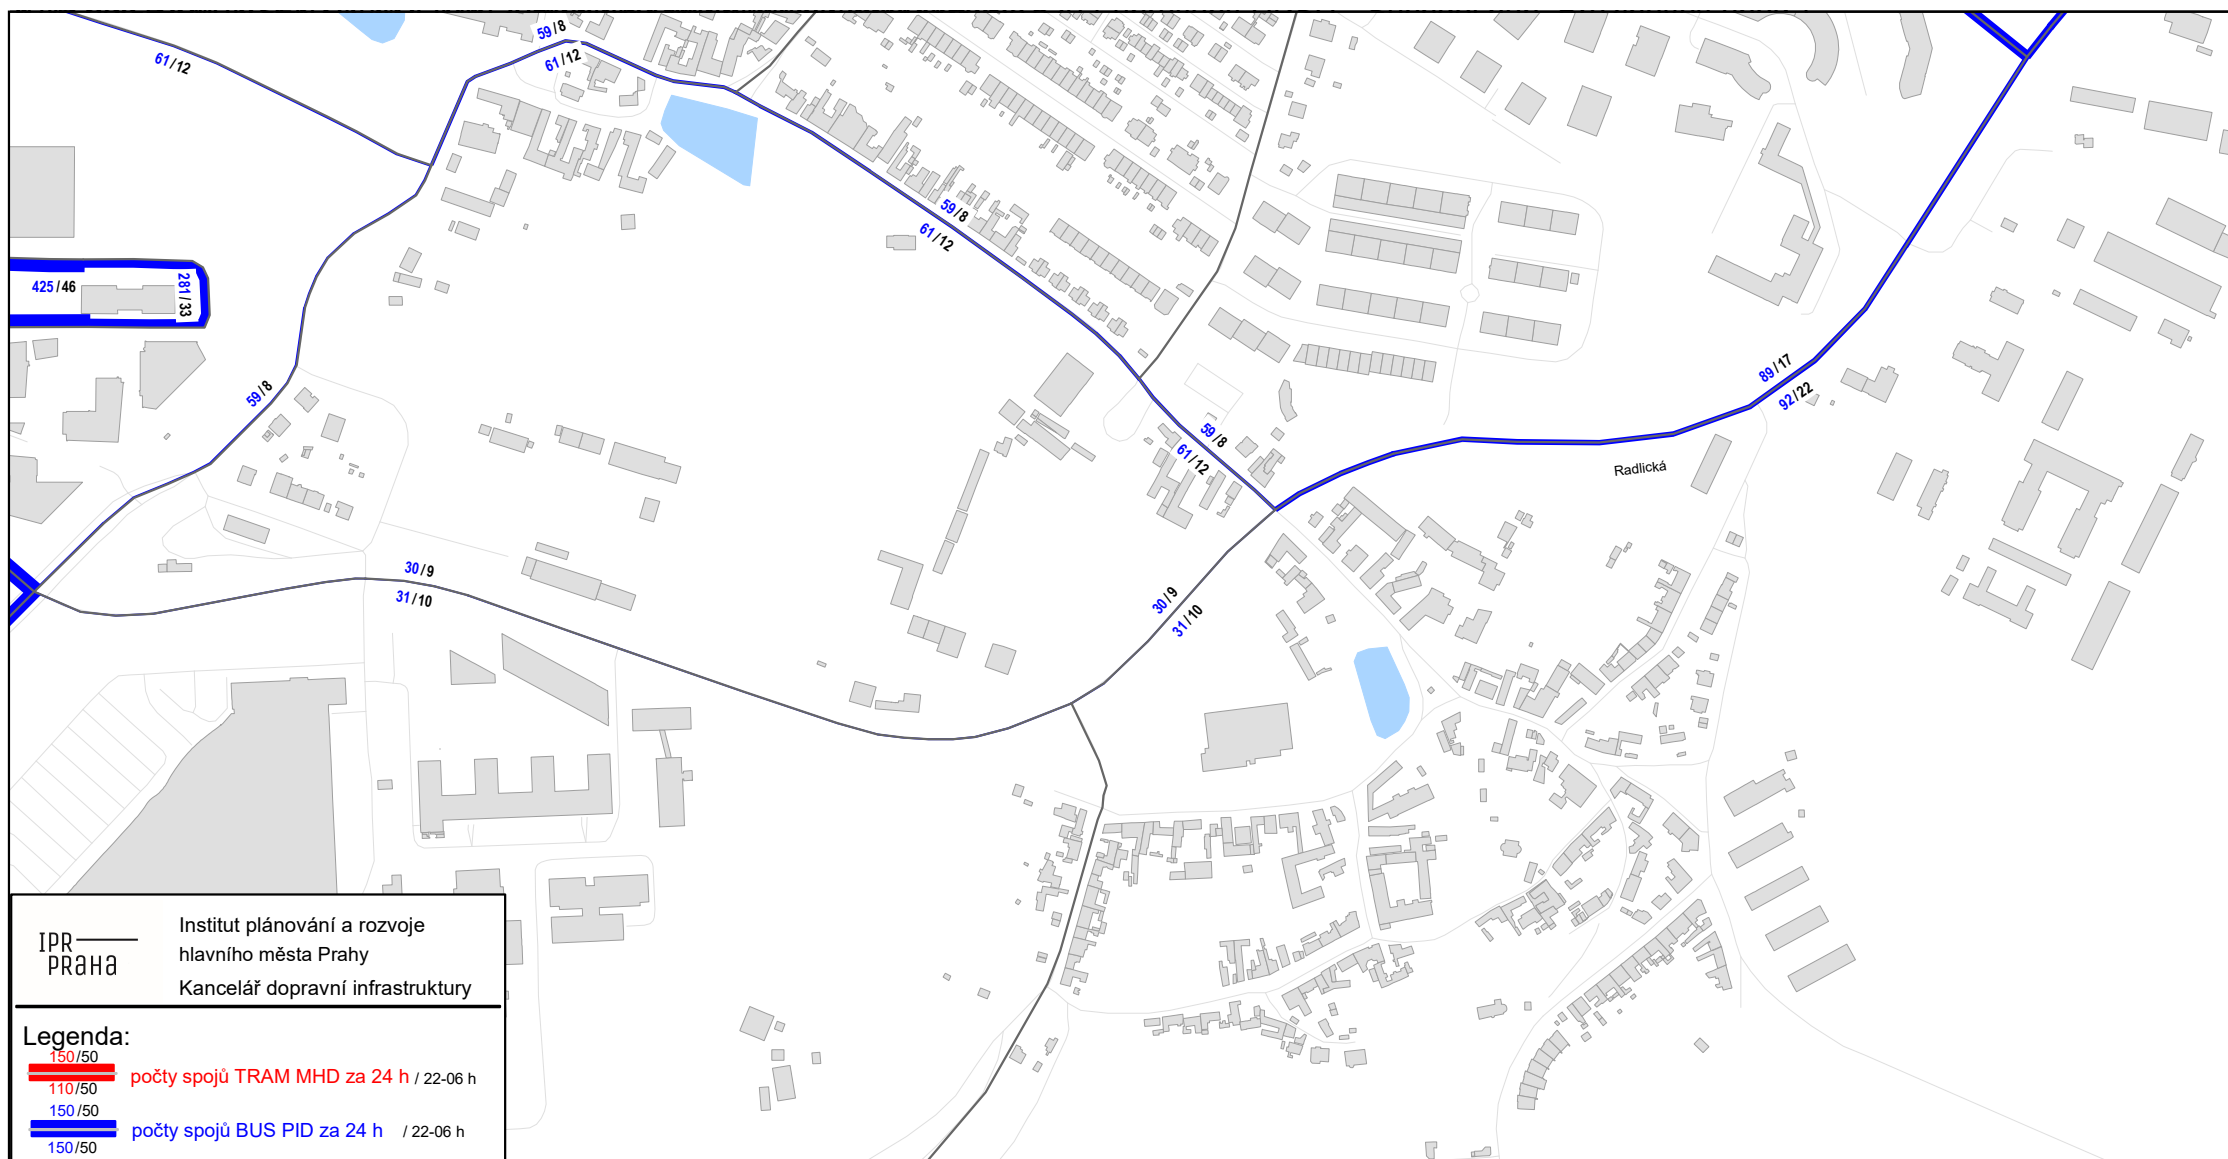 59/8
61/12
61/12
59/8
61/12
425/46
281/33
59/8
89/17
92/22
59/8
61/12
Radlická
30/9
31/10
30/9
31/10
IPR
PRAHA
Institut plánování a rozvoje
hlavního města Prahy
Kancelář dopravní infrastruktury
Legenda:
150/50
110/50
počty spojů TRAM MHD za 24 h / 22-06 h
150/50
150/50
počty spojů BUS PID za 24 h / 22-06 h